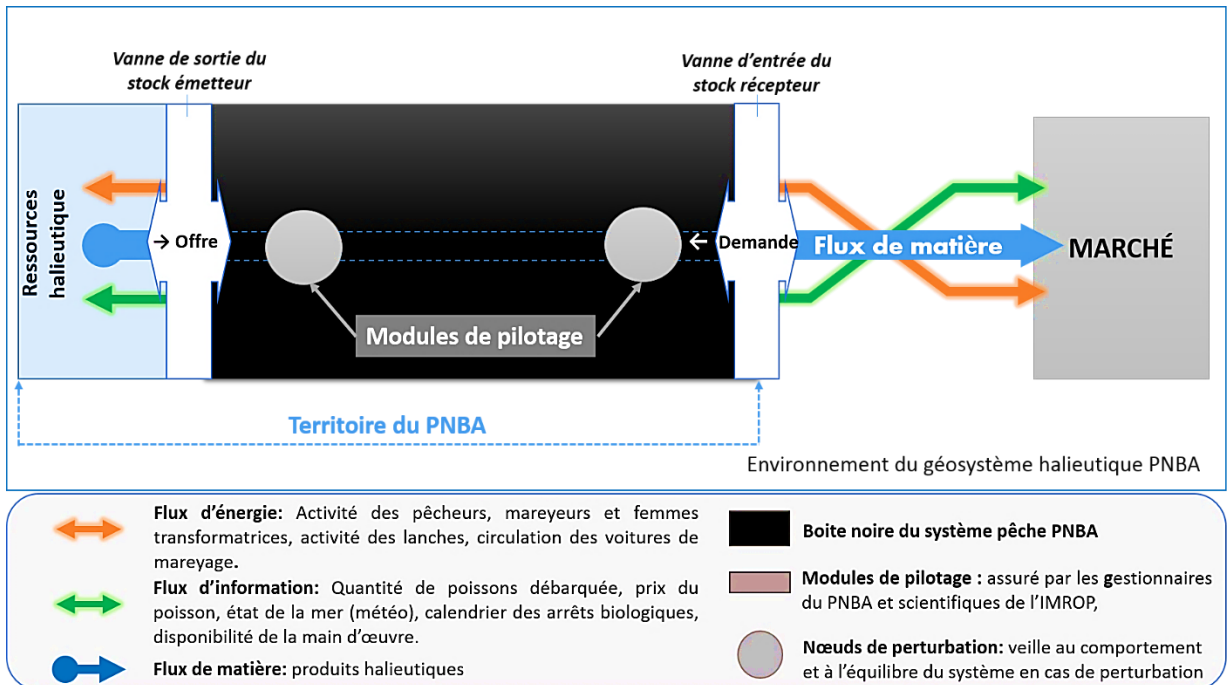 Vanne de sortie du
stock émetteur
Vanne d'entrée du
stock récepteur
Ressources
halieutique
→ Offre
← Demande
Flux de matière
MARCHÉ
Modules de pilotage
Territoire du PNBA
Environnement du géosystème halieutique PNBA
Flux d'énergie: Activité des pêcheurs, mareyeurs et femmes
transformatrices, activité des lanches, circulation des voitures de
mareyage.
Flux d'information: Quantité de poissons débarquée, prix du
poisson, état de la mer (météo), calendrier des arrêts biologiques,
disponibilité de la main d'œuvre.
Flux de matière: produits halieutiques
Boite noire du système pêche PNBA
Modules de pilotage : assuré par les gestionnaires
du PNBA et scientifiques de l'IMROP,
Nœuds de perturbation: veille au comportement
et à l'équilibre du système en cas de perturbation